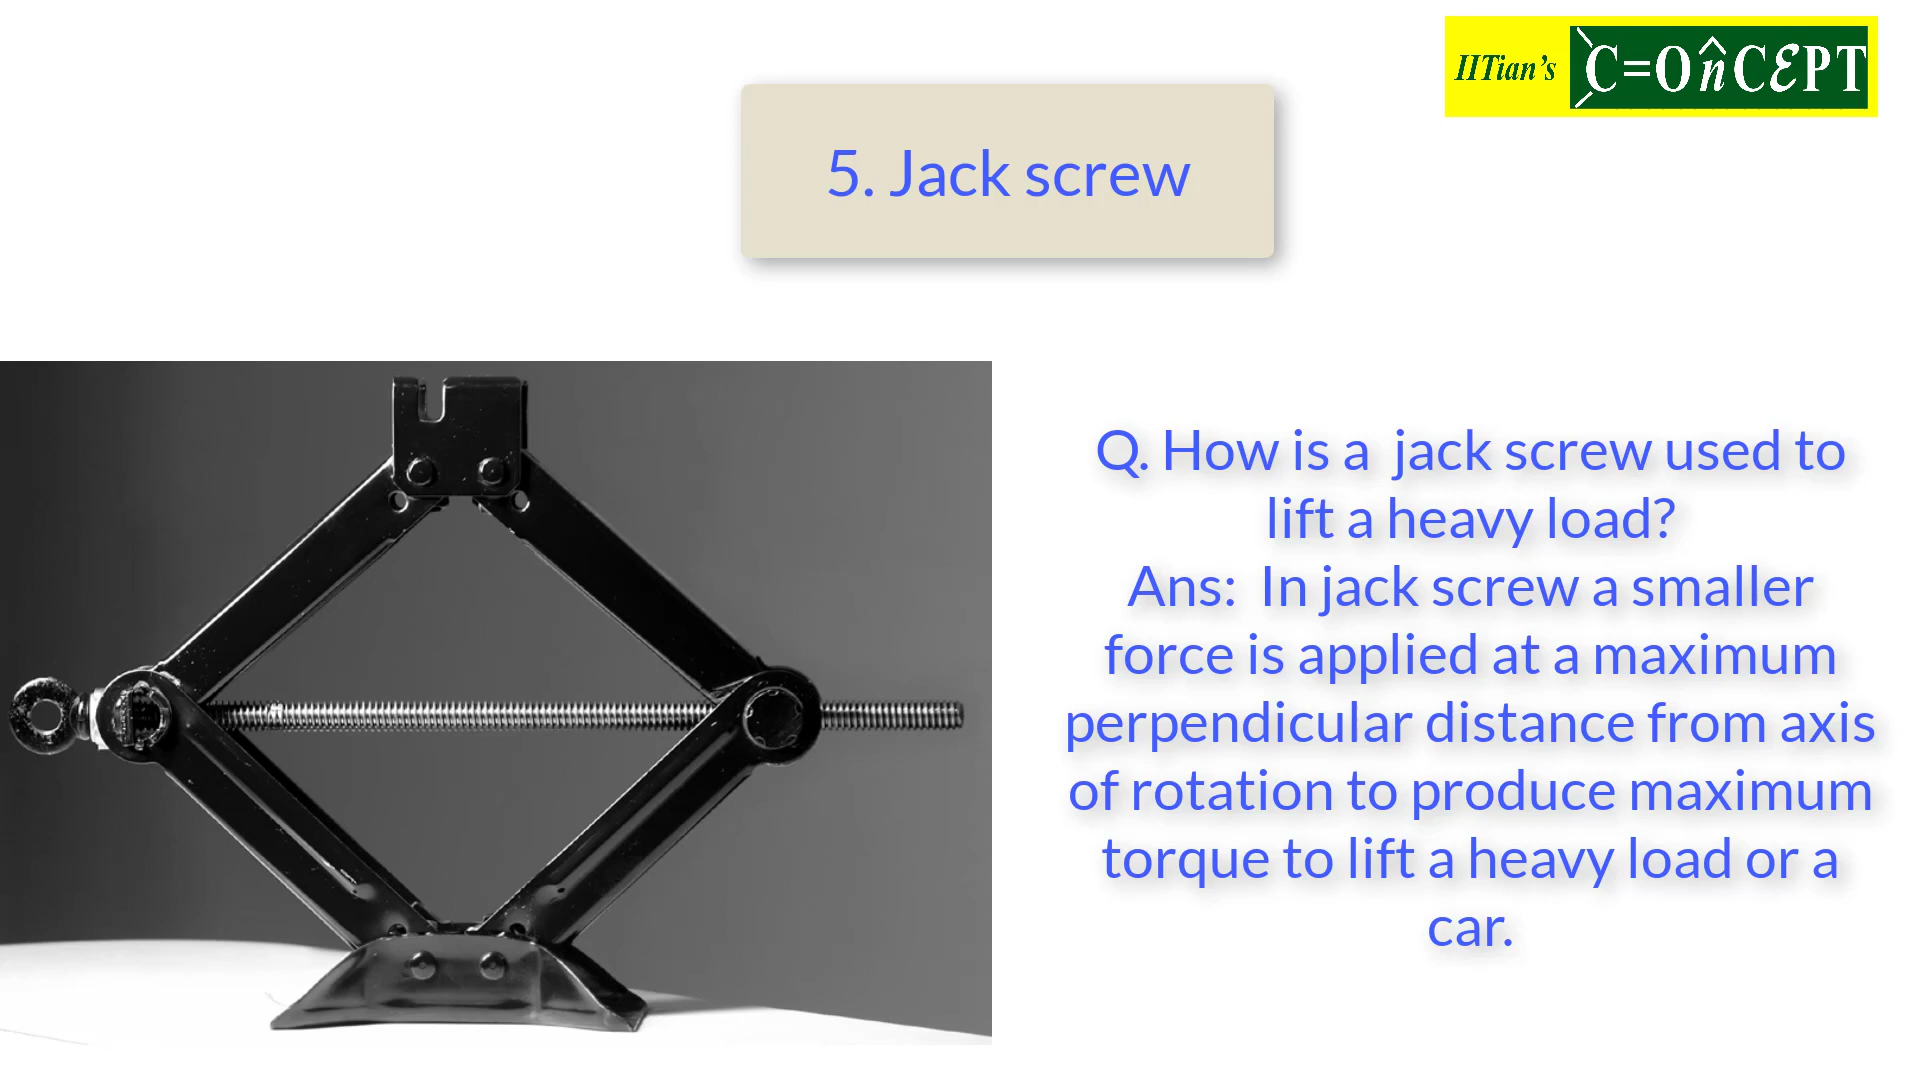 IITian's C=On̂CƐPT
5. Jack screw
Q. How is a jack screw used to
lift a heavy load?
Ans: In jack screw a smaller
force is applied at a maximum
perpendicular distance from axis
of rotation to produce maximum
torque to lift a heavy load or a
car.